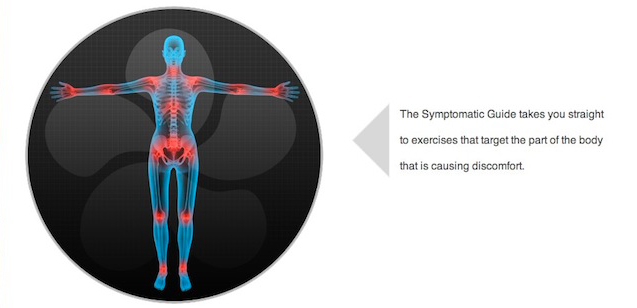 The Symptomatic Guide takes you straight
to exercises that target the part of the body
that is causing discomfort.